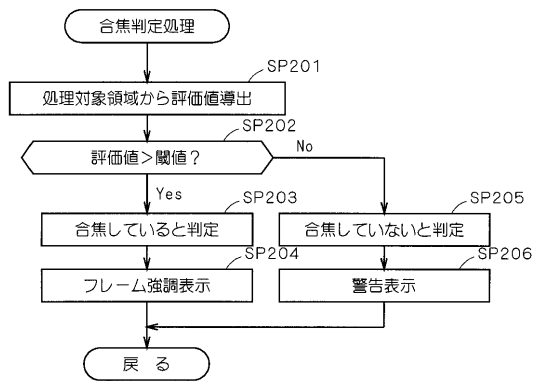 合焦判定処理
SP201
処理対象領域から評価値導出
SP202
評価値＞閾値？
No
Yes
SP203
合焦していると判定
SP205
合焦していないと判定
SP204
フレーム強調表示
SP206
警告表示
戻る